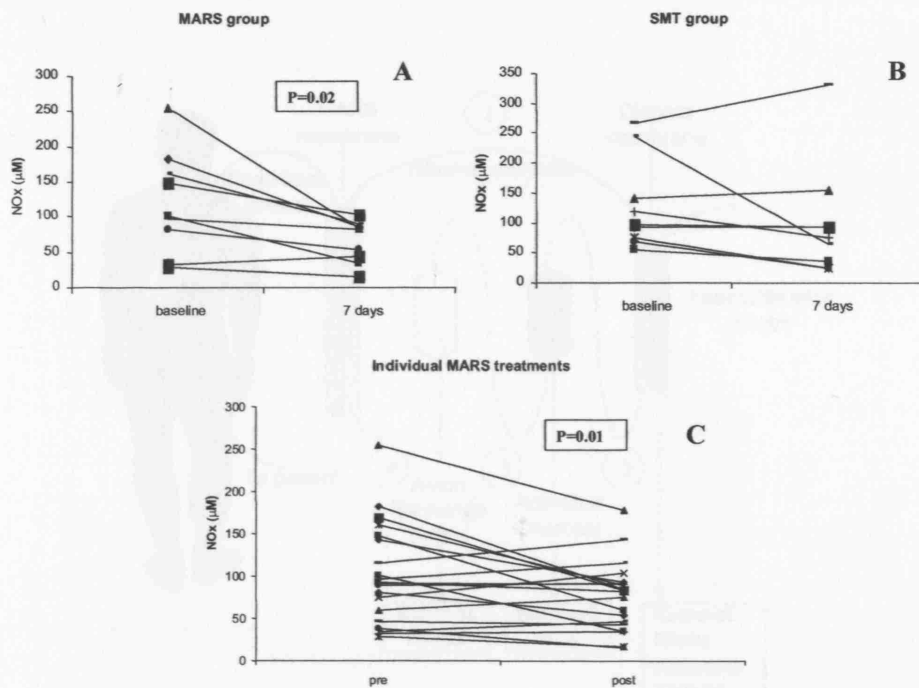 MARS group
A
P=0.02
NOx (μM)
300
250
200
150
100
50
0
baseline
7 days
SMT group
B
NOx (μM)
350
300
250
200
150
100
50
0
baseline
7 days
Individual MARS treatments
C
P=0.01
NOx (μM)
300
250
200
150
100
50
0
pre
post